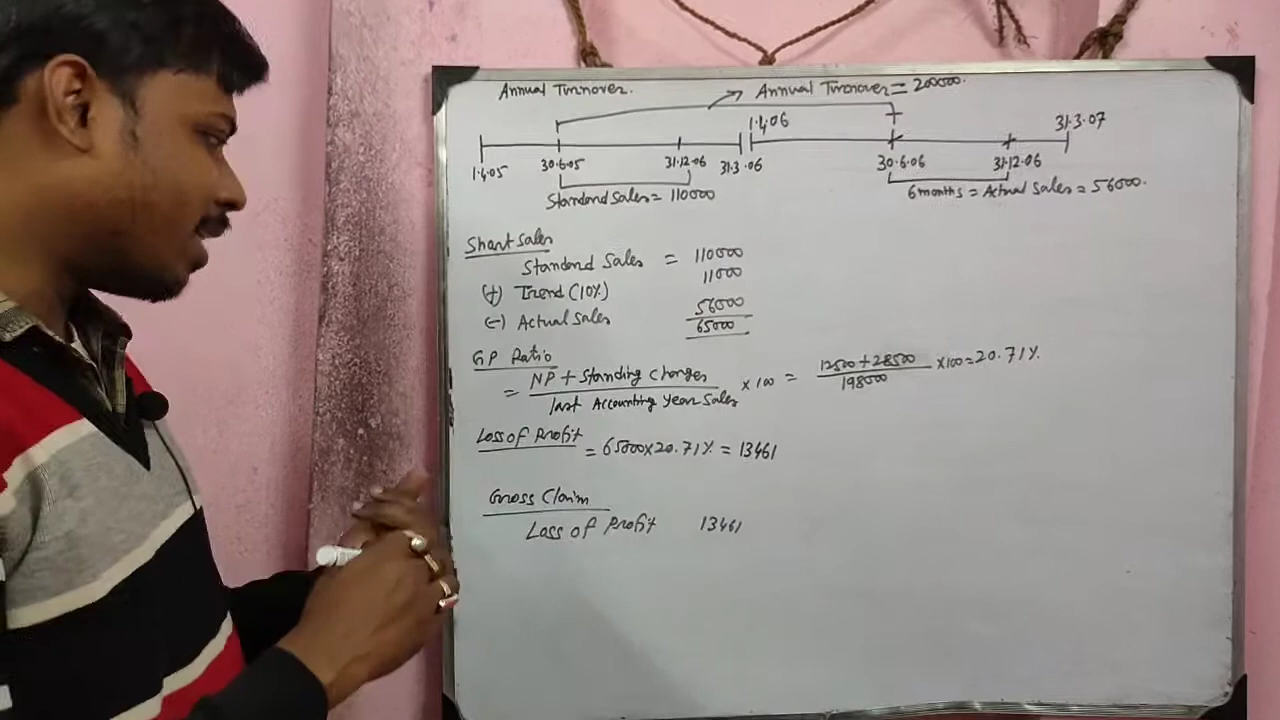 Annual Turnover.
Annual Turnover = 200000.
1.4.06
31.3.07
1.4.05
30.6.05
31.12.06
31.3.06
30.6.06
31.12.06
Standard Sales = 110000
6 months = Actual Sales = 56000.
Short Sales
Standard Sales = 110000
(+) Trend (10%) 11000
(-) Actual Sales 56000
65000
GP Ratio
= NP + Standing Charges / last Accounting Year Sales × 100 = 12500 + 28500 / 198000 × 100 = 20.71%.
Loss of Profit = 65000 × 20.71% = 13461
Gross Claim
Loss of Profit 13461